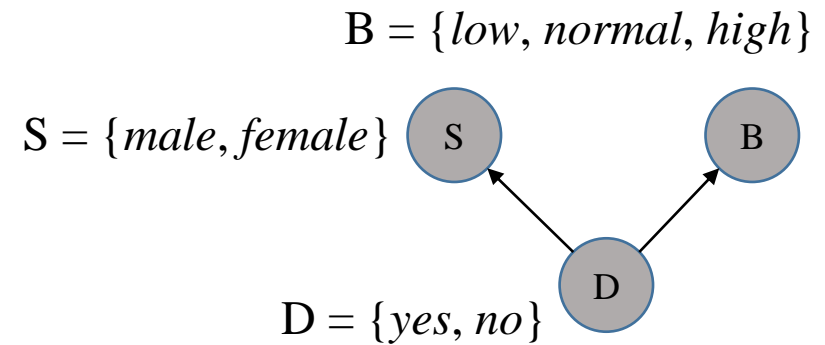 B = {low, normal, high}
S = {male, female} S B
D
D = {yes, no}